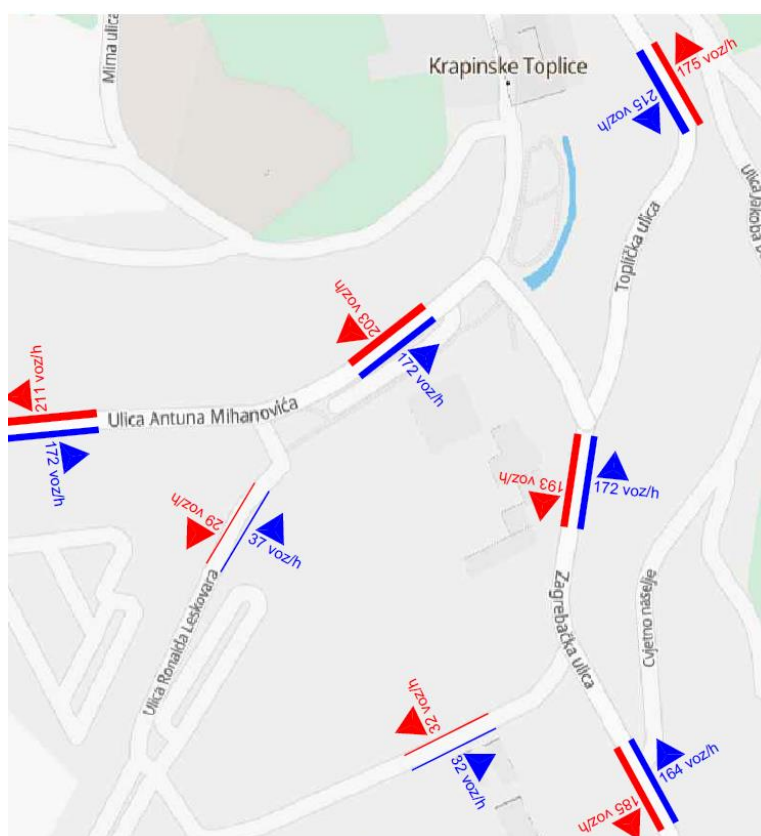 Mirna ulica
Krapinske Toplice
175 voz/h
215 voz/h
Toplička ulica
203 voz/h
172 voz/h
211 voz/h
172 voz/h
Ulica Antuna Mihanovića
193 voz/h
172 voz/h
29 voz/h
37 voz/h
Ulica Ronalda Leskovara
Zagrebačka ulica
Cvjetno naselje
32 voz/h
32 voz/h
164 voz/h
185 voz/h
Ulica Jakoba